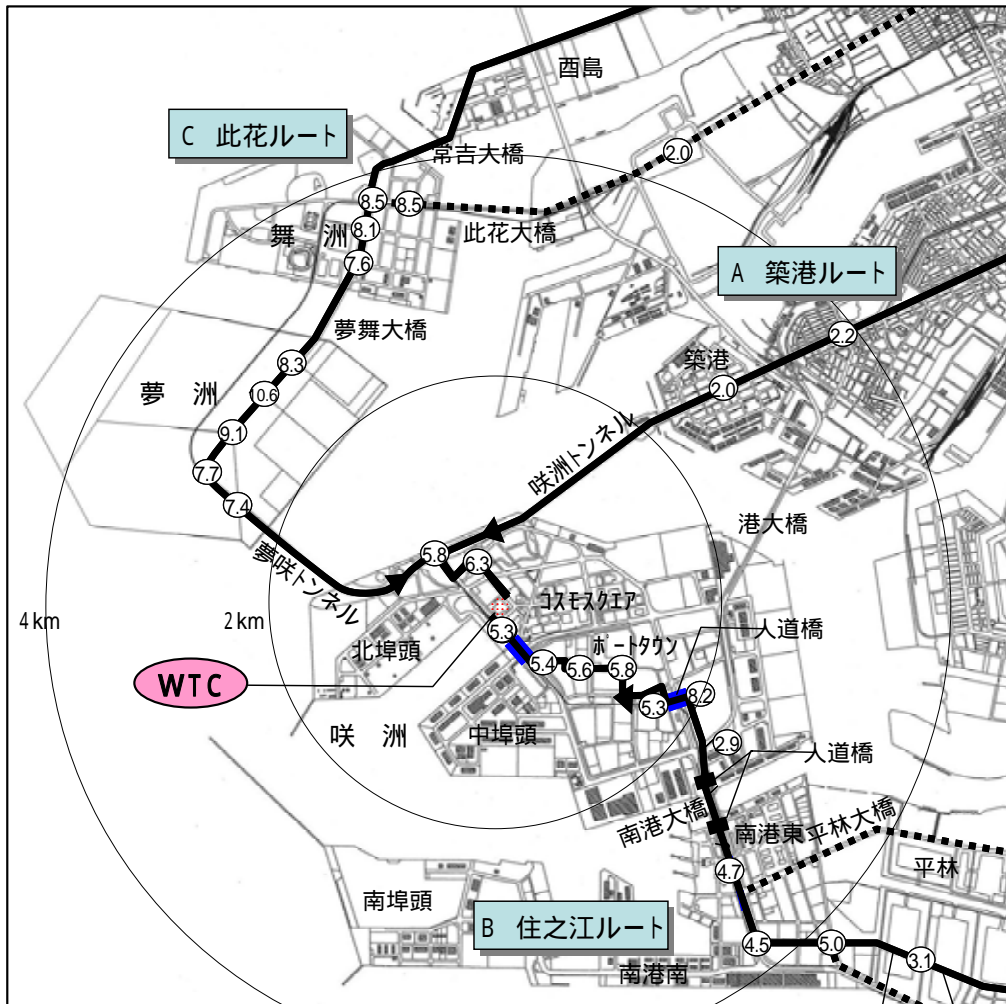 酉島
C 此花ルート
常吉大橋
2.0
8.5
8.5
此花大橋
8.1
舞 洲
7.6
A 築港ルート
夢舞大橋
2.2
築港
8.3
2.0
夢 洲
10.6
9.1
咲洲トンネル
7.7
7.4
港大橋
夢咲トンネル
5.8
6.3
コスモスクエア
4km
2km
5.3
人道橋
ポートタウン
北埠頭
5.4
5.6
5.8
WTC
5.3
8.2
咲 洲
中埠頭
2.9
人道橋
南港大橋
南港東
平林大橋
4.7
平林
南埠頭
B 住之江ルート
4.5
5.0
3.1
南港南